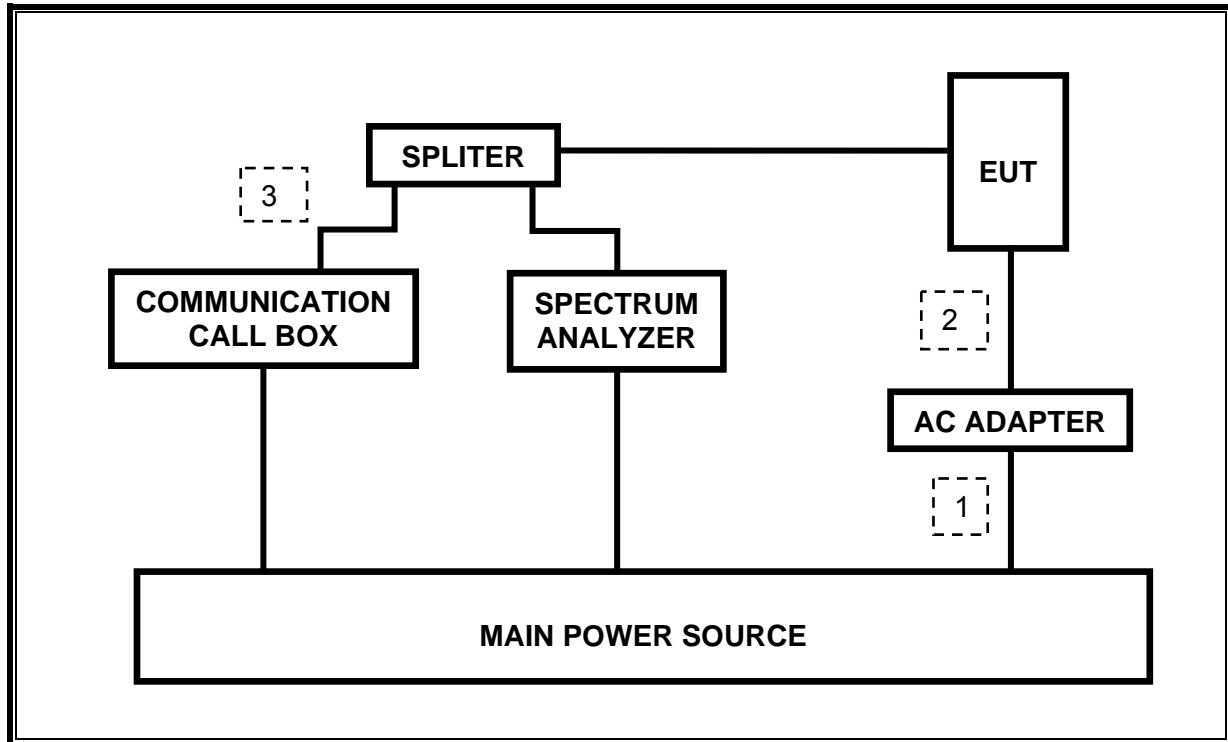 SPLITER
EUT
3
COMMUNICATION
CALL BOX
SPECTRUM
ANALYZER
2
AC ADAPTER
1
MAIN POWER SOURCE